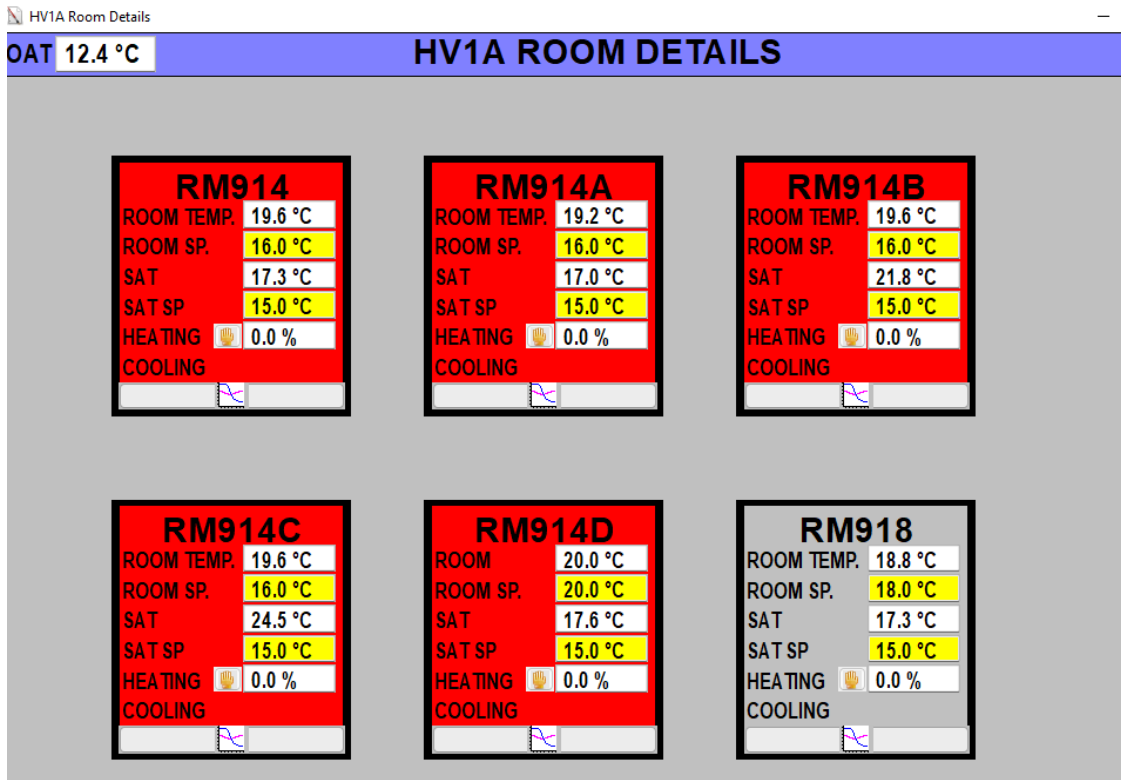 HV1A Room Details
OAT 12.4 °C HV1A ROOM DETAILS
RM914
ROOM TEMP. 19.6 °C
ROOM SP. 16.0 °C
SAT 17.3 °C
SAT SP 15.0 °C
HEATING 0.0 %
COOLING
RM914A
ROOM TEMP. 19.2 °C
ROOM SP. 16.0 °C
SAT 17.0 °C
SAT SP 15.0 °C
HEATING 0.0 %
COOLING
RM914B
ROOM TEMP. 19.6 °C
ROOM SP. 16.0 °C
SAT 21.8 °C
SAT SP 15.0 °C
HEATING 0.0 %
COOLING
RM914C
ROOM TEMP. 19.6 °C
ROOM SP. 16.0 °C
SAT 24.5 °C
SAT SP 15.0 °C
HEATING 0.0 %
COOLING
RM914D
ROOM 20.0 °C
ROOM SP. 20.0 °C
SAT 17.6 °C
SAT SP 15.0 °C
HEATING 0.0 %
COOLING
RM918
ROOM TEMP. 18.8 °C
ROOM SP. 18.0 °C
SAT 17.3 °C
SAT SP 15.0 °C
HEATING 0.0 %
COOLING